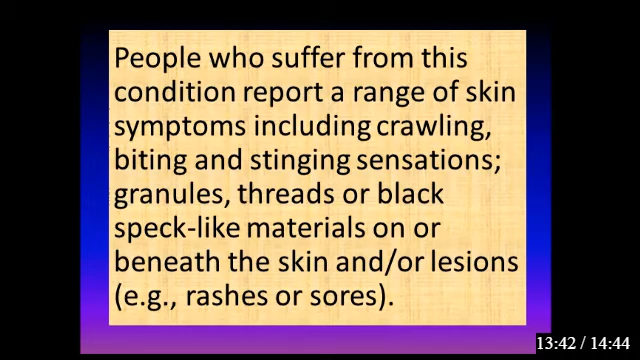 People who suffer from this
condition report a range of skin
symptoms including crawling,
biting and stinging sensations;
granules, threads or black
speck-like materials on or
beneath the skin and/or lesions
(e.g., rashes or sores).
13:42 / 14:44